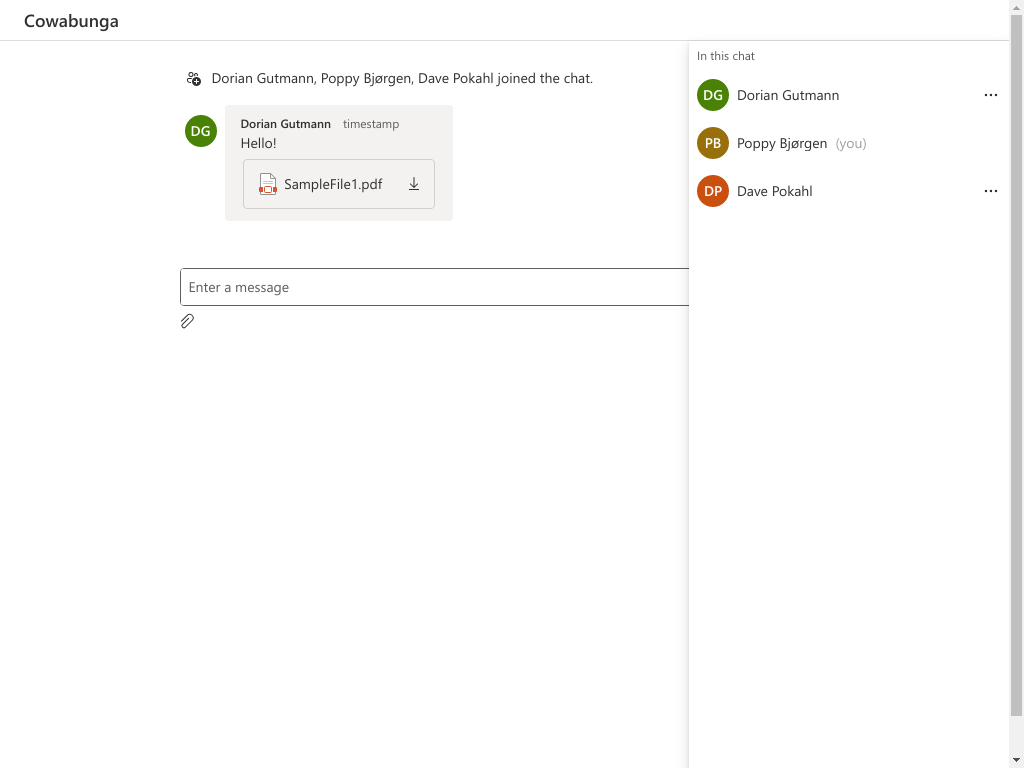 Cowabunga
Dorian Gutmann, Poppy Bjørgen, Dave Pokahl joined the chat.
DG
Dorian Gutmann timestamp
Hello!
SampleFile1.pdf
Enter a message
In this chat
DG Dorian Gutmann
PB Poppy Bjørgen (you)
DP Dave Pokahl